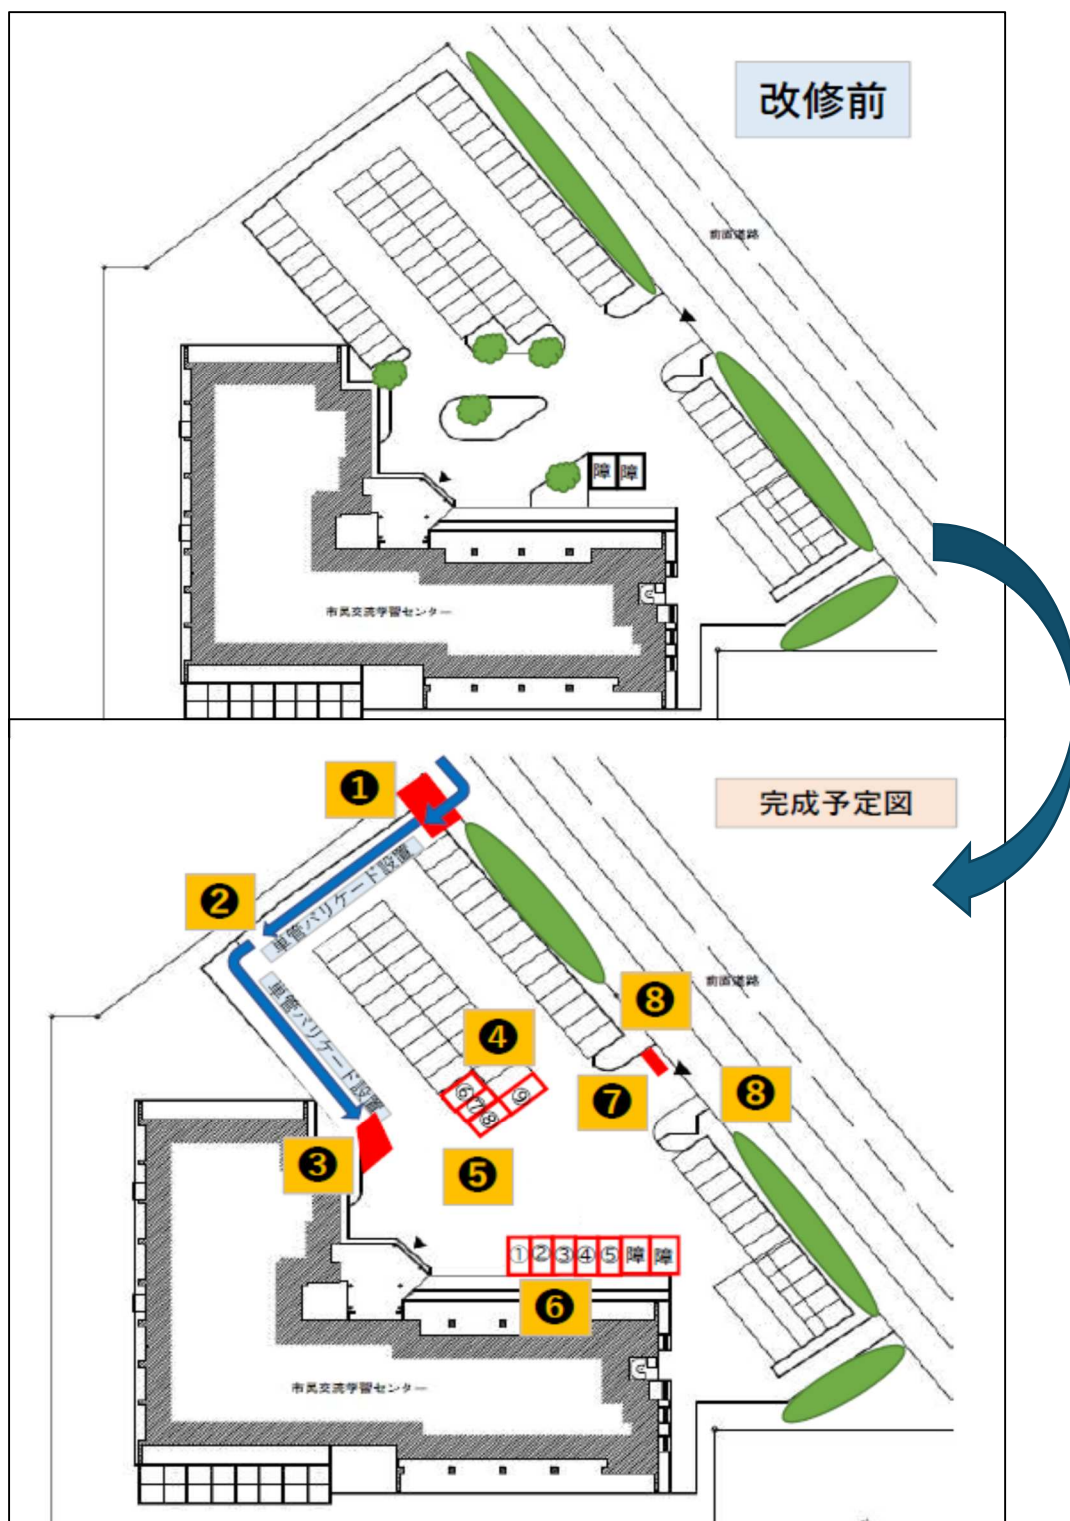 改修前
前面道路
障 障
市民交流学習センター
❶
完成予定図
単管バリケード設置
❷
単管バリケード設置
前面道路
❽
❹
⑥
⑦
⑧
⑨
❼
❽
❸
❺
① ② ③ ④ ⑤ 障 障
❻
市民交流学習センター